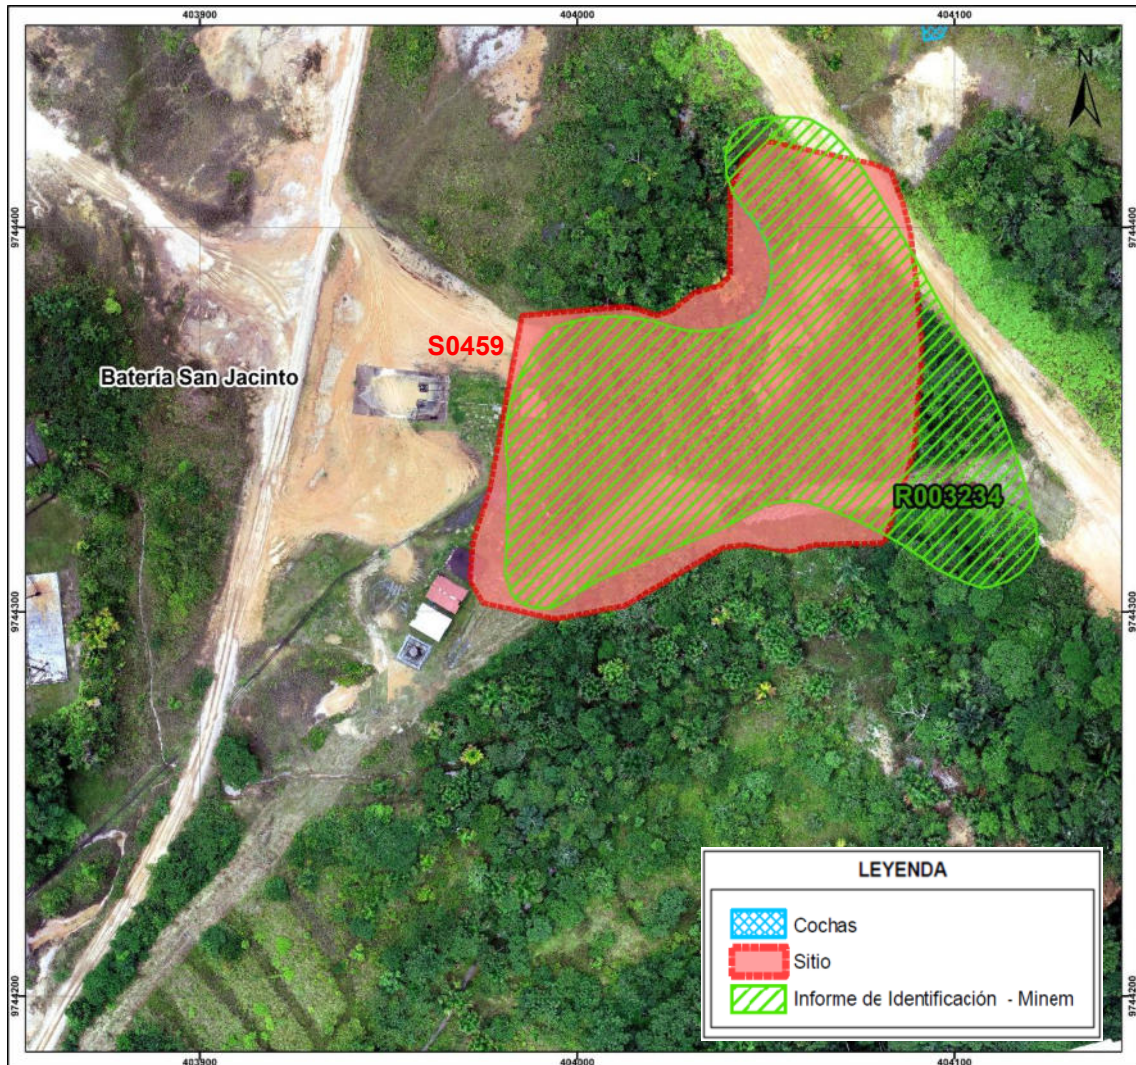 403900 404000 404100
N
9744400 9744400
S0459
Batería San Jacinto
R003234
9744300 9744300
LEYENDA
Cochas
Sitio
Informe de Identificación - Minem
9744200 9744200
403900 404000 404100